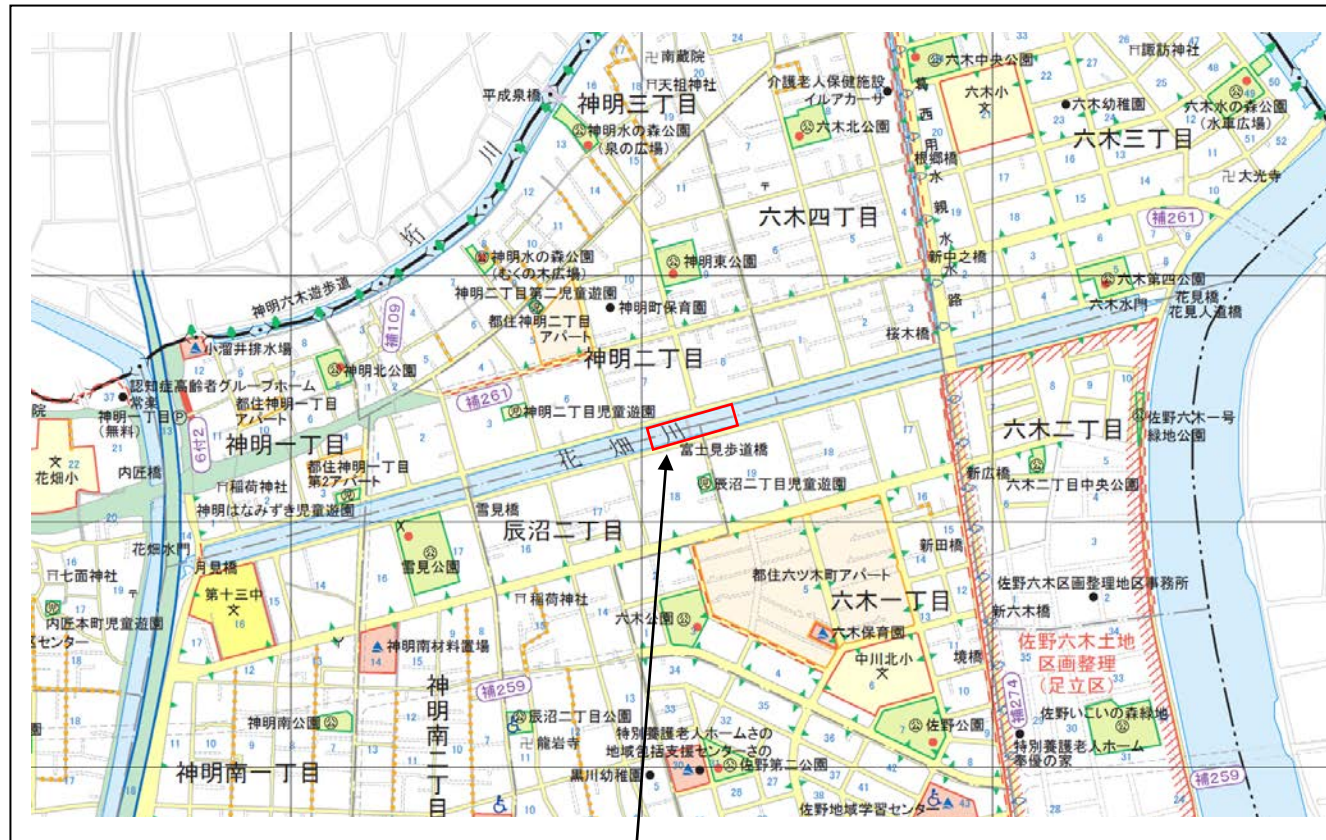 卍南蔵院
介護老人保健施設
イルアカーサ
六木中央公園
六木小
文
諏訪神社
平成泉橋
神明三丁目
天祖神社
六木北公園
葛西用水親水水路
六木幼稚園
六木水の森公園
(水車広場)
神明水の森公園
(泉の広場)
六木三丁目
根郷橋
卍大光寺
垳川
六木四丁目
補261
神明水の森公園
(むくの木広場)
神明東公園
新中之橋
六木第四公園
神明六木遊歩道
神明二丁目第二児童遊園
神明町保育園
六木水門
花見橋
花見人道橋
都住神明二丁目
アパート
補109
小溜井排水場
桜木橋
神明北公園
神明二丁目
認知症高齢者グループホーム
常楽
神明一丁目
(無料)
都住神明一丁目
アパート
補261
神明二丁目児童遊園
6付2
神明一丁目
六木二丁目
佐野六木一号
緑地公園
花畑小
文
内匠橋
花畑川
富士見歩道橋
都住神明一丁目
第2アパート
新広橋
稲荷神社
辰沼二丁目児童遊園
六木二丁目中央公園
神明はなみずき児童遊園
雪見橋
辰沼二丁目
花畑水門
月見橋
雪見公園
新田橋
都住六ツ木町アパート
七面神社
第十三中
文
佐野六木区画整理地区事務所
稲荷神社
六木一丁目
新六木橋
内匠本町児童遊園
六木公園
六木保育園
区センター
神明南材料置場
中川北小
文
境橋
佐野六木土地
区画整理
(足立区)
神明南二丁目
補259
補274
神明南公園
辰沼二丁目公園
佐野公園
佐野いこいの森緑地
卍龍岩寺
特別養護老人ホームさの
地域包括支援センターさの
特別養護老人ホーム
奉優の家
神明南一丁目
黒川幼稚園
佐野第二公園
補259
佐野地域学習センター